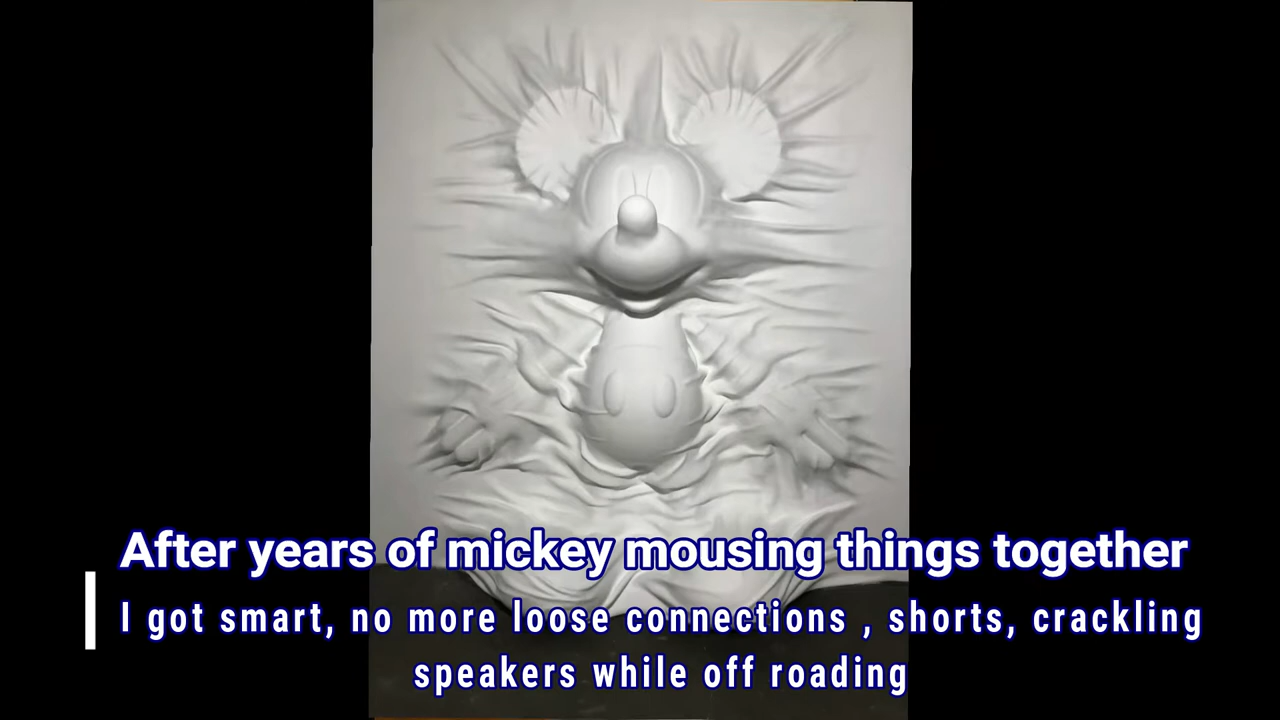 After years of mickey mousing things together
I got smart, no more loose connections , shorts, crackling
speakers while off roading